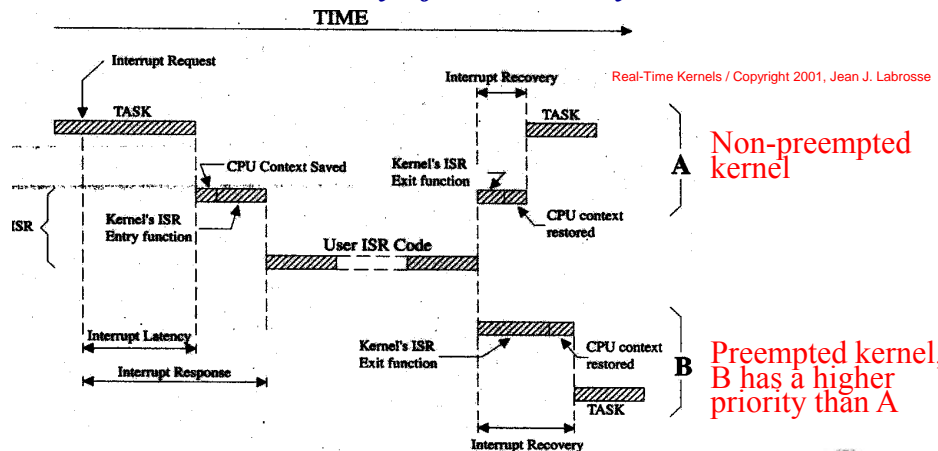 TIME
Interrupt Request
Interrupt Recovery
Real-Time Kernels / Copyright 2001, Jean J. Labrosse
TASK
TASK
CPU Context Saved
Kernel's ISR
Exit function
A
Non-preempted
kernel
ISR
Kernel's ISR
Entry function
CPU context
restored
User ISR Code
Interrupt Latency
Interrupt Response
Kernel's ISR
Exit function
CPU context
restored
B
Preempted kernel,
B has a higher
priority than A
TASK
Interrupt Recovery